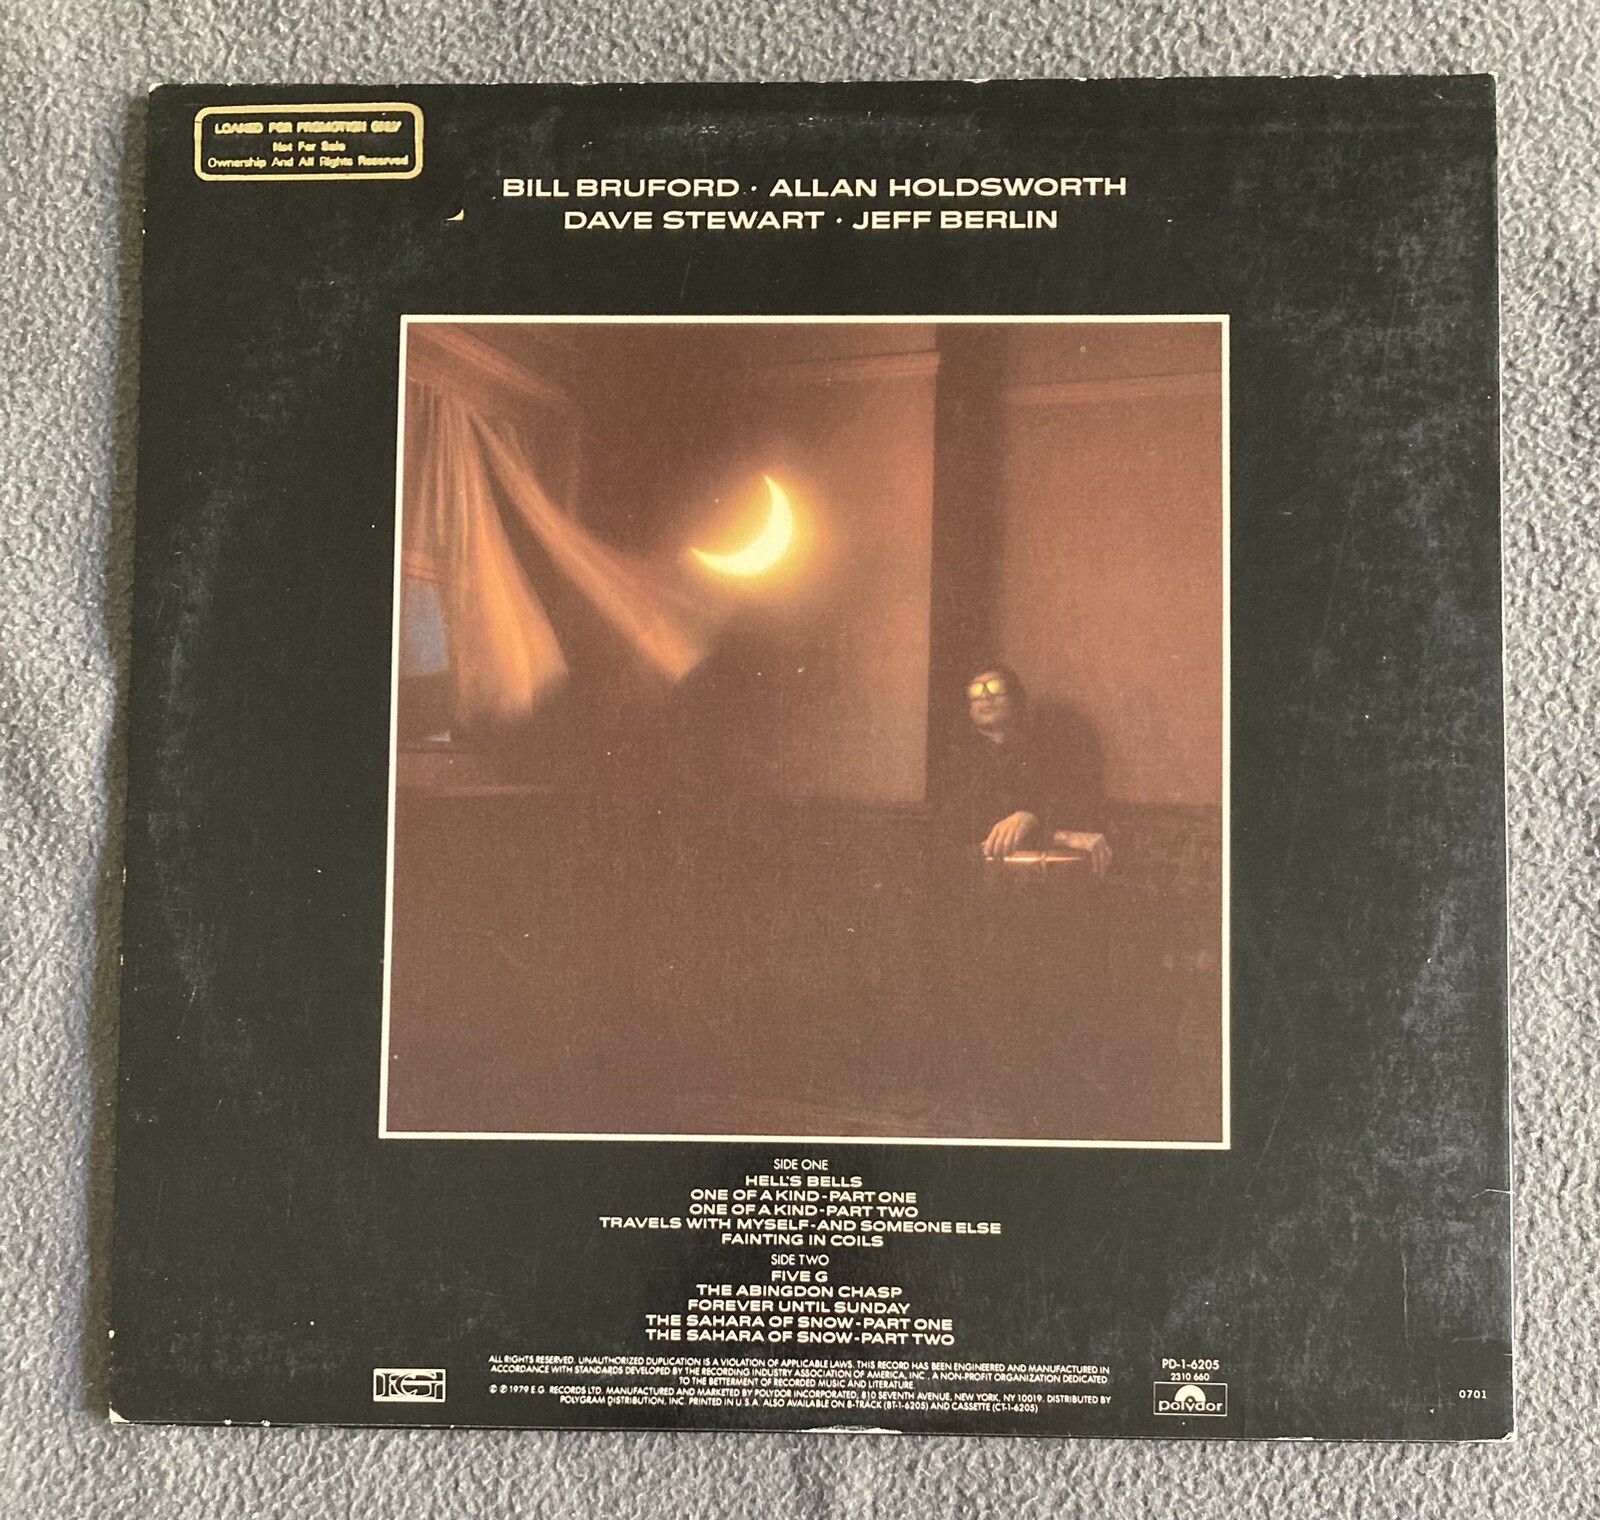 LOANED FOR PROMOTION ONLY
Not For Sale
Ownership And All Rights Reserved
BILL BRUFORD · ALLAN HOLDSWORTH
DAVE STEWART · JEFF BERLIN
SIDE ONE
HELL'S BELLS
ONE OF A KIND-PART ONE
ONE OF A KIND-PART TWO
TRAVELS WITH MYSELF-AND SOMEONE ELSE
FAINTING IN COILS
SIDE TWO
FIVE G
THE ABINGDON CHASP
FOREVER UNTIL SUNDAY
THE SAHARA OF SNOW-PART ONE
THE SAHARA OF SNOW-PART TWO
ALL RIGHTS RESERVED. UNAUTHORIZED DUPLICATION IS A VIOLATION OF APPLICABLE LAWS. THIS RECORD HAS BEEN ENGINEERED AND MANUFACTURED IN
ACCORDANCE WITH STANDARDS DEVELOPED BY THE RECORDING INDUSTRY ASSOCIATION OF AMERICA, INC., A NON-PROFIT ORGANIZATION DEDICATED
TO THE BETTERMENT OF RECORDED MUSIC AND LITERATURE.
© ℗ 1979 E.G. RECORDS LTD. MANUFACTURED AND MARKETED BY POLYDOR INCORPORATED, 810 SEVENTH AVENUE, NEW YORK, NY 10019. DISTRIBUTED BY
POLYGRAM DISTRIBUTION, INC. PRINTED IN U.S.A. ALSO AVAILABLE ON 8-TRACK (8T-1-6205) AND CASSETTE (CT-1-6205)
EG
PD-1-6205
2310 660
polydor
0701